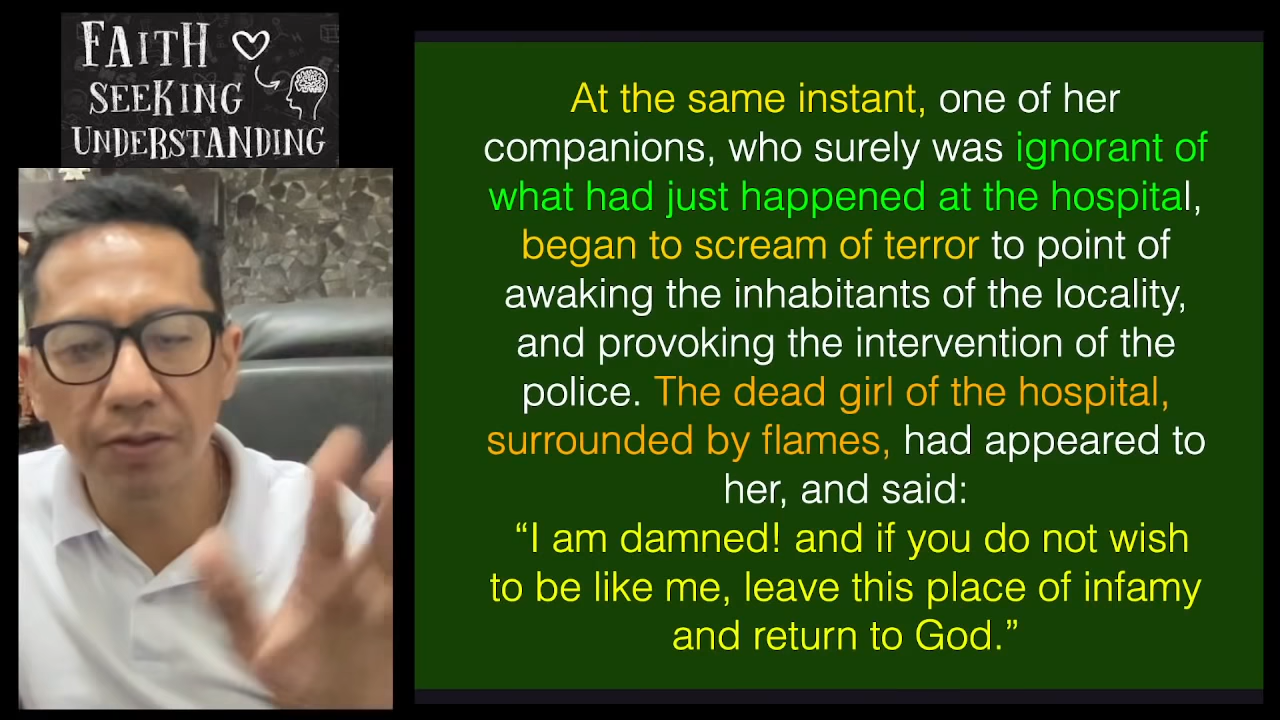 FAITH
SEEKING
UNDERSTANDING
At the same instant, one of her
companions, who surely was ignorant of
what had just happened at the hospital,
began to scream of terror to point of
awaking the inhabitants of the locality,
and provoking the intervention of the
police. The dead girl of the hospital,
surrounded by flames, had appeared to
her, and said:
“I am damned! and if you do not wish
to be like me, leave this place of infamy
and return to God.”